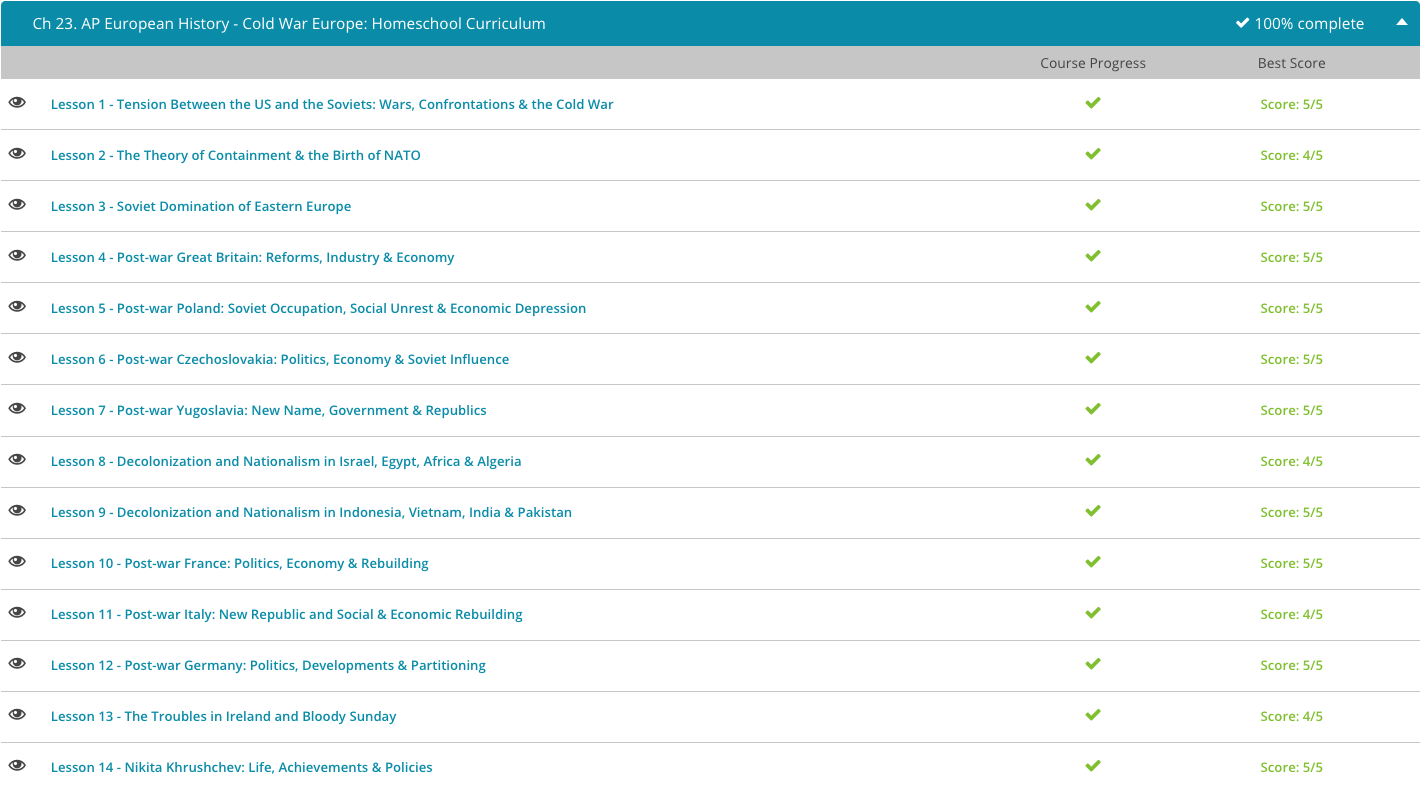 Ch 23. AP European History - Cold War Europe: Homeschool Curriculum 100% complete
Course Progress Best Score
Lesson 1 - Tension Between the US and the Soviets: Wars, Confrontations & the Cold War Score: 5/5
Lesson 2 - The Theory of Containment & the Birth of NATO Score: 4/5
Lesson 3 - Soviet Domination of Eastern Europe Score: 5/5
Lesson 4 - Post-war Great Britain: Reforms, Industry & Economy Score: 5/5
Lesson 5 - Post-war Poland: Soviet Occupation, Social Unrest & Economic Depression Score: 5/5
Lesson 6 - Post-war Czechoslovakia: Politics, Economy & Soviet Influence Score: 5/5
Lesson 7 - Post-war Yugoslavia: New Name, Government & Republics Score: 5/5
Lesson 8 - Decolonization and Nationalism in Israel, Egypt, Africa & Algeria Score: 4/5
Lesson 9 - Decolonization and Nationalism in Indonesia, Vietnam, India & Pakistan Score: 5/5
Lesson 10 - Post-war France: Politics, Economy & Rebuilding Score: 5/5
Lesson 11 - Post-war Italy: New Republic and Social & Economic Rebuilding Score: 4/5
Lesson 12 - Post-war Germany: Politics, Developments & Partitioning Score: 5/5
Lesson 13 - The Troubles in Ireland and Bloody Sunday Score: 4/5
Lesson 14 - Nikita Khrushchev: Life, Achievements & Policies Score: 5/5